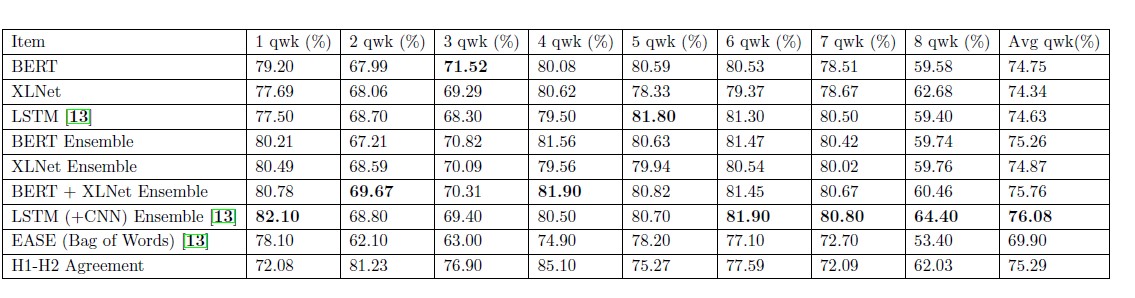 Item 1 qwk (%) 2 qwk (%) 3 qwk (%) 4 qwk (%) 5 qwk (%) 6 qwk (%) 7 qwk (%) 8 qwk (%) Avg qwk(%)
BERT 79.20 67.99 71.52 80.08 80.59 80.53 78.51 59.58 74.75
XLNet 77.69 68.06 69.29 80.62 78.33 79.37 78.67 62.68 74.34
LSTM [13] 77.50 68.70 68.30 79.50 81.80 81.30 80.50 59.40 74.63
BERT Ensemble 80.21 67.21 70.82 81.56 80.63 81.47 80.42 59.74 75.26
XLNet Ensemble 80.49 68.59 70.09 79.56 79.94 80.54 80.02 59.76 74.87
BERT + XLNet Ensemble 80.78 69.67 70.31 81.90 80.82 81.45 80.67 60.46 75.76
LSTM (+CNN) Ensemble [13] 82.10 68.80 69.40 80.50 80.70 81.90 80.80 64.40 76.08
EASE (Bag of Words) [13] 78.10 62.10 63.00 74.90 78.20 77.10 72.70 53.40 69.90
H1-H2 Agreement 72.08 81.23 76.90 85.10 75.27 77.59 72.09 62.03 75.29